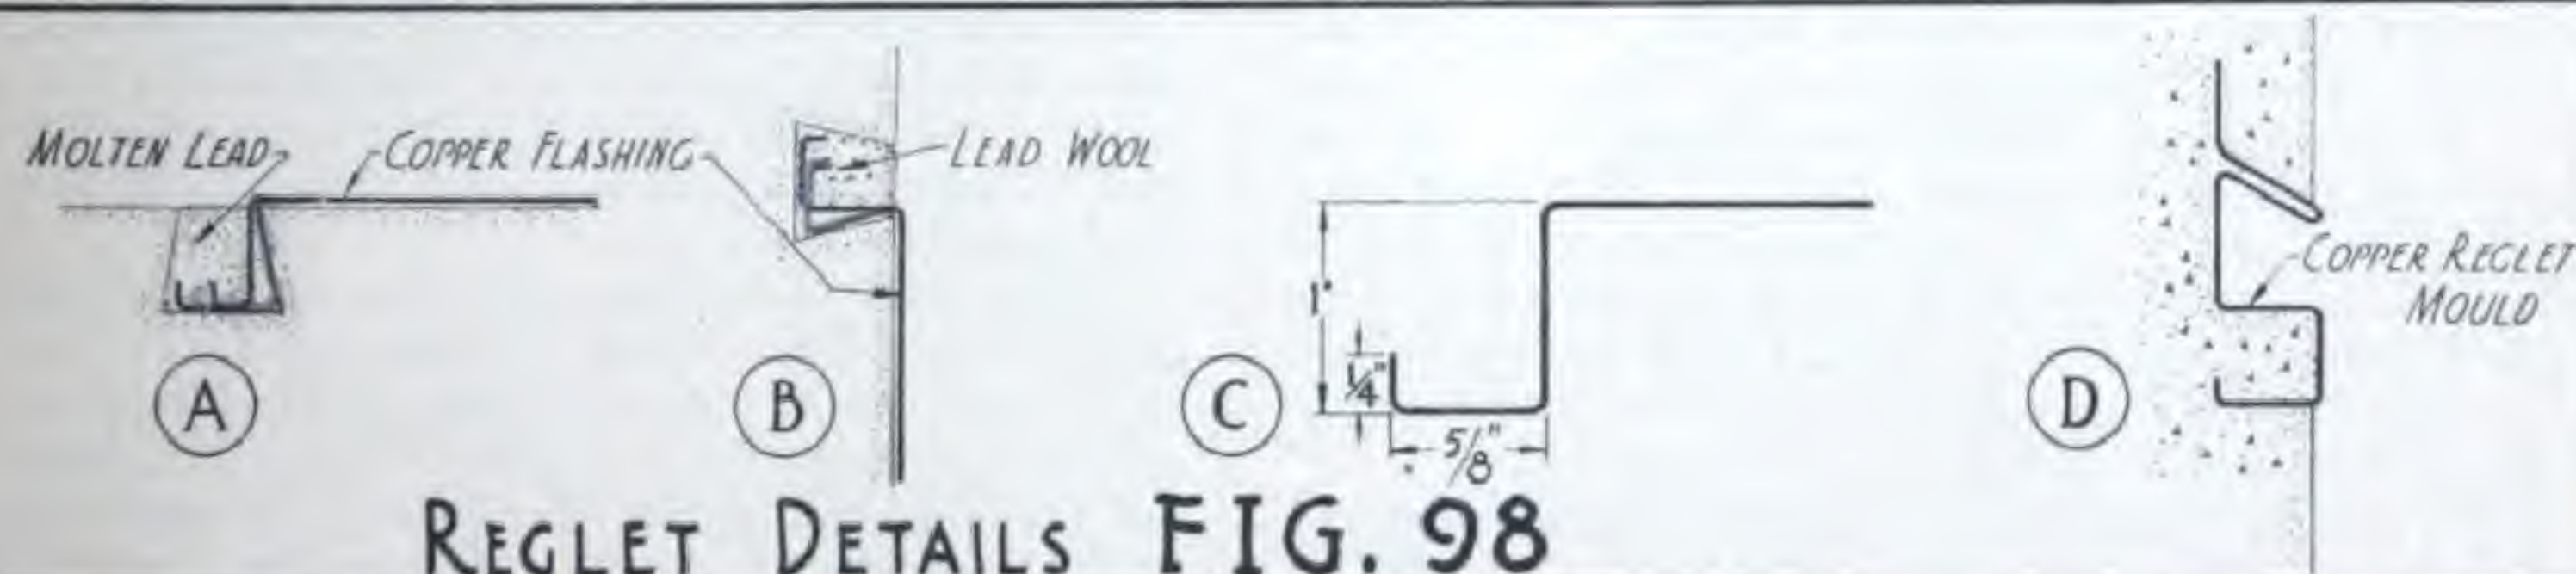 MOLTEN LEAD
COPPER FLASHING
LEAD WOOL
1"
1/4"
5/8"
COPPER REGLET
MOULD
A
B
C
D
REGLET DETAILS FIG. 98